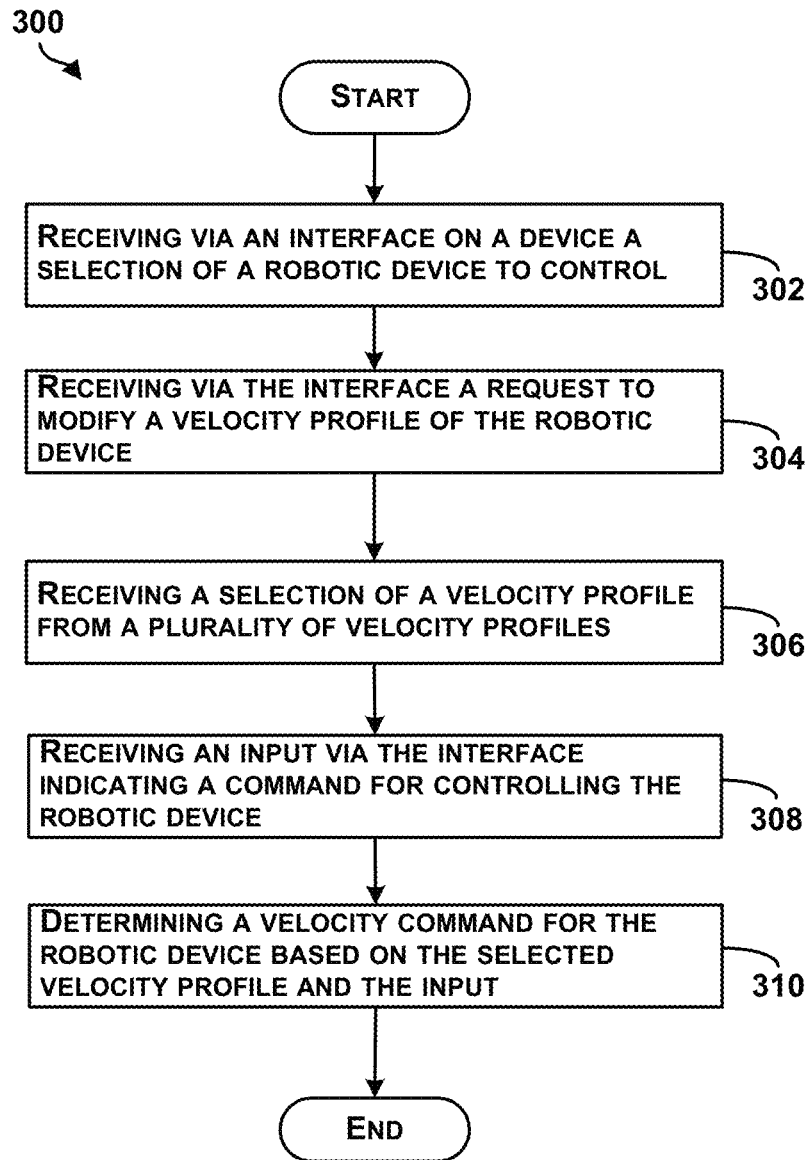 300
START
RECEIVING VIA AN INTERFACE ON A DEVICE A
SELECTION OF A ROBOTIC DEVICE TO CONTROL
302
RECEIVING VIA THE INTERFACE A REQUEST TO
MODIFY A VELOCITY PROFILE OF THE ROBOTIC
DEVICE
304
RECEIVING A SELECTION OF A VELOCITY PROFILE
FROM A PLURALITY OF VELOCITY PROFILES
306
RECEIVING AN INPUT VIA THE INTERFACE
INDICATING A COMMAND FOR CONTROLLING THE
ROBOTIC DEVICE
308
DETERMINING A VELOCITY COMMAND FOR THE
ROBOTIC DEVICE BASED ON THE SELECTED
VELOCITY PROFILE AND THE INPUT
310
END